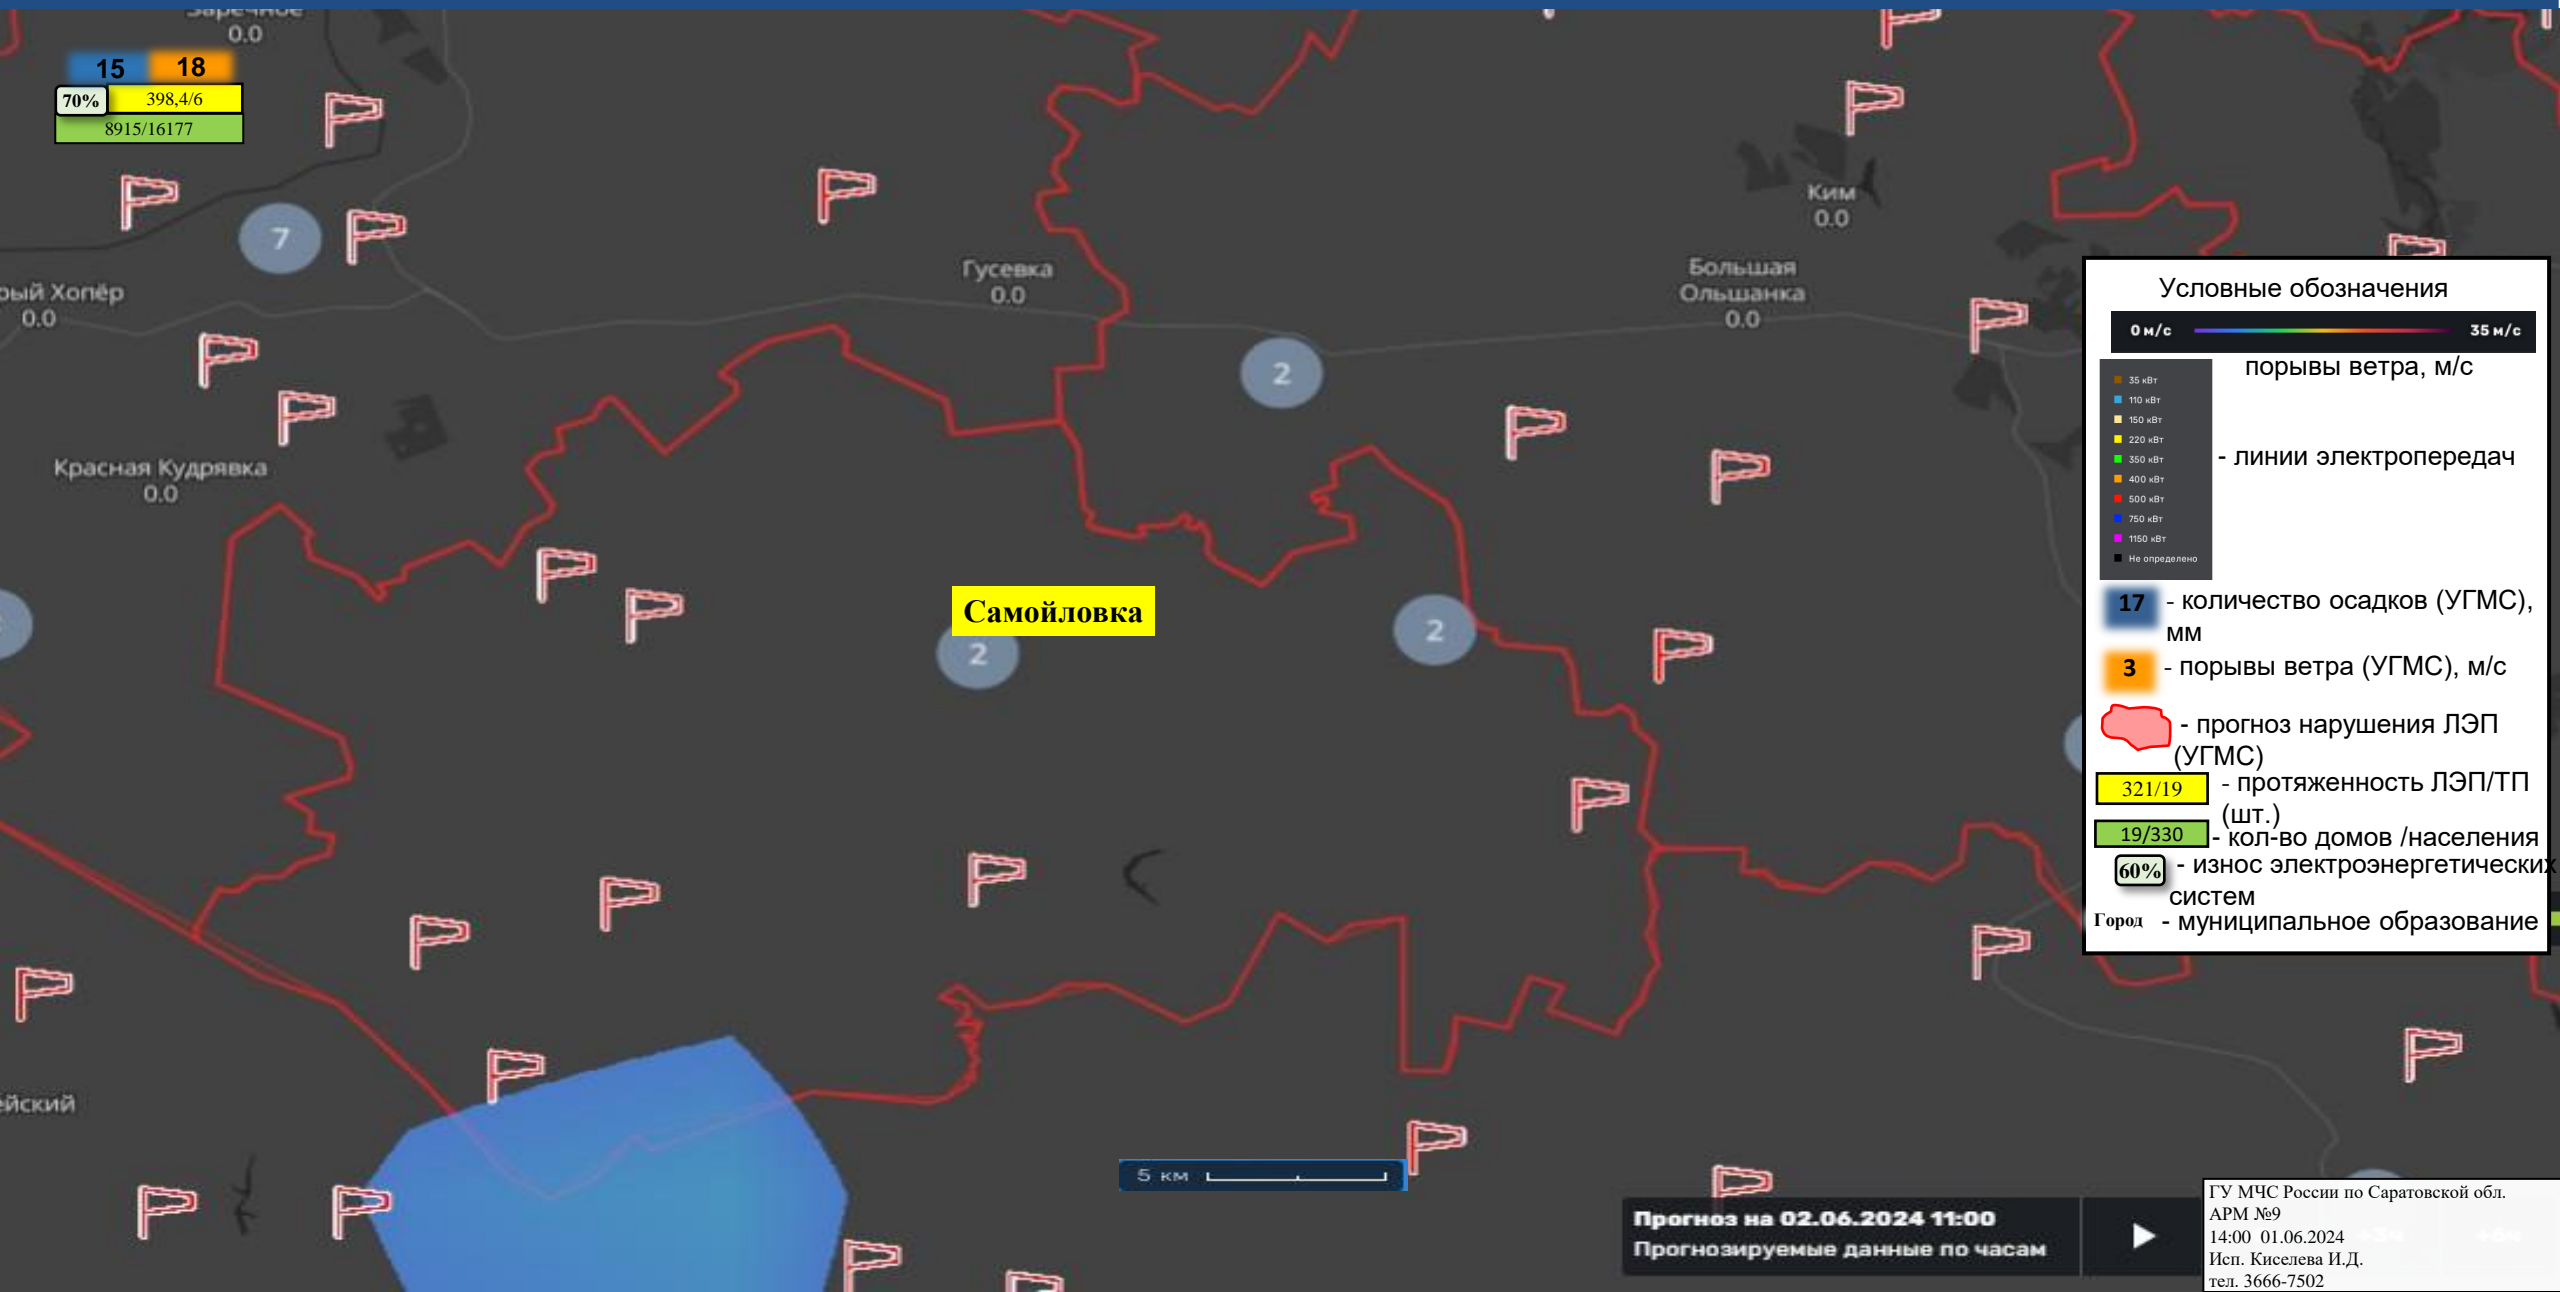 Заречное
0.0
15 18
70% 398,4/6
8915/16177
7
Хопёр
0.0
Гусевка
0.0
Ким
0.0
Большая
Ольшанка
0.0
2
Красная Кудрявка
0.0
Самойловка
2
2
5 км
Условные обозначения
0 м/с 35 м/с
порывы ветра, м/с
35 кВт
110 кВт
150 кВт
220 кВт
350 кВт
400 кВт
500 кВт
750 кВт
1150 кВт
Не определено
- линии электропередач
17 - количество осадков (УГМС),
мм
3 - порывы ветра (УГМС), м/с
- прогноз нарушения ЛЭП
(УГМС)
321/19 - протяженность ЛЭП/ТП
(шт.)
19/330 - кол-во домов /населения
60% - износ электроэнергетических
систем
Город - муниципальное образование
Прогноз на 02.06.2024 11:00
Прогнозируемые данные по часам
ГУ МЧС России по Саратовской обл.
АРМ №9
14:00 01.06.2024
Исп. Киселева И.Д.
тел. 3666-7502